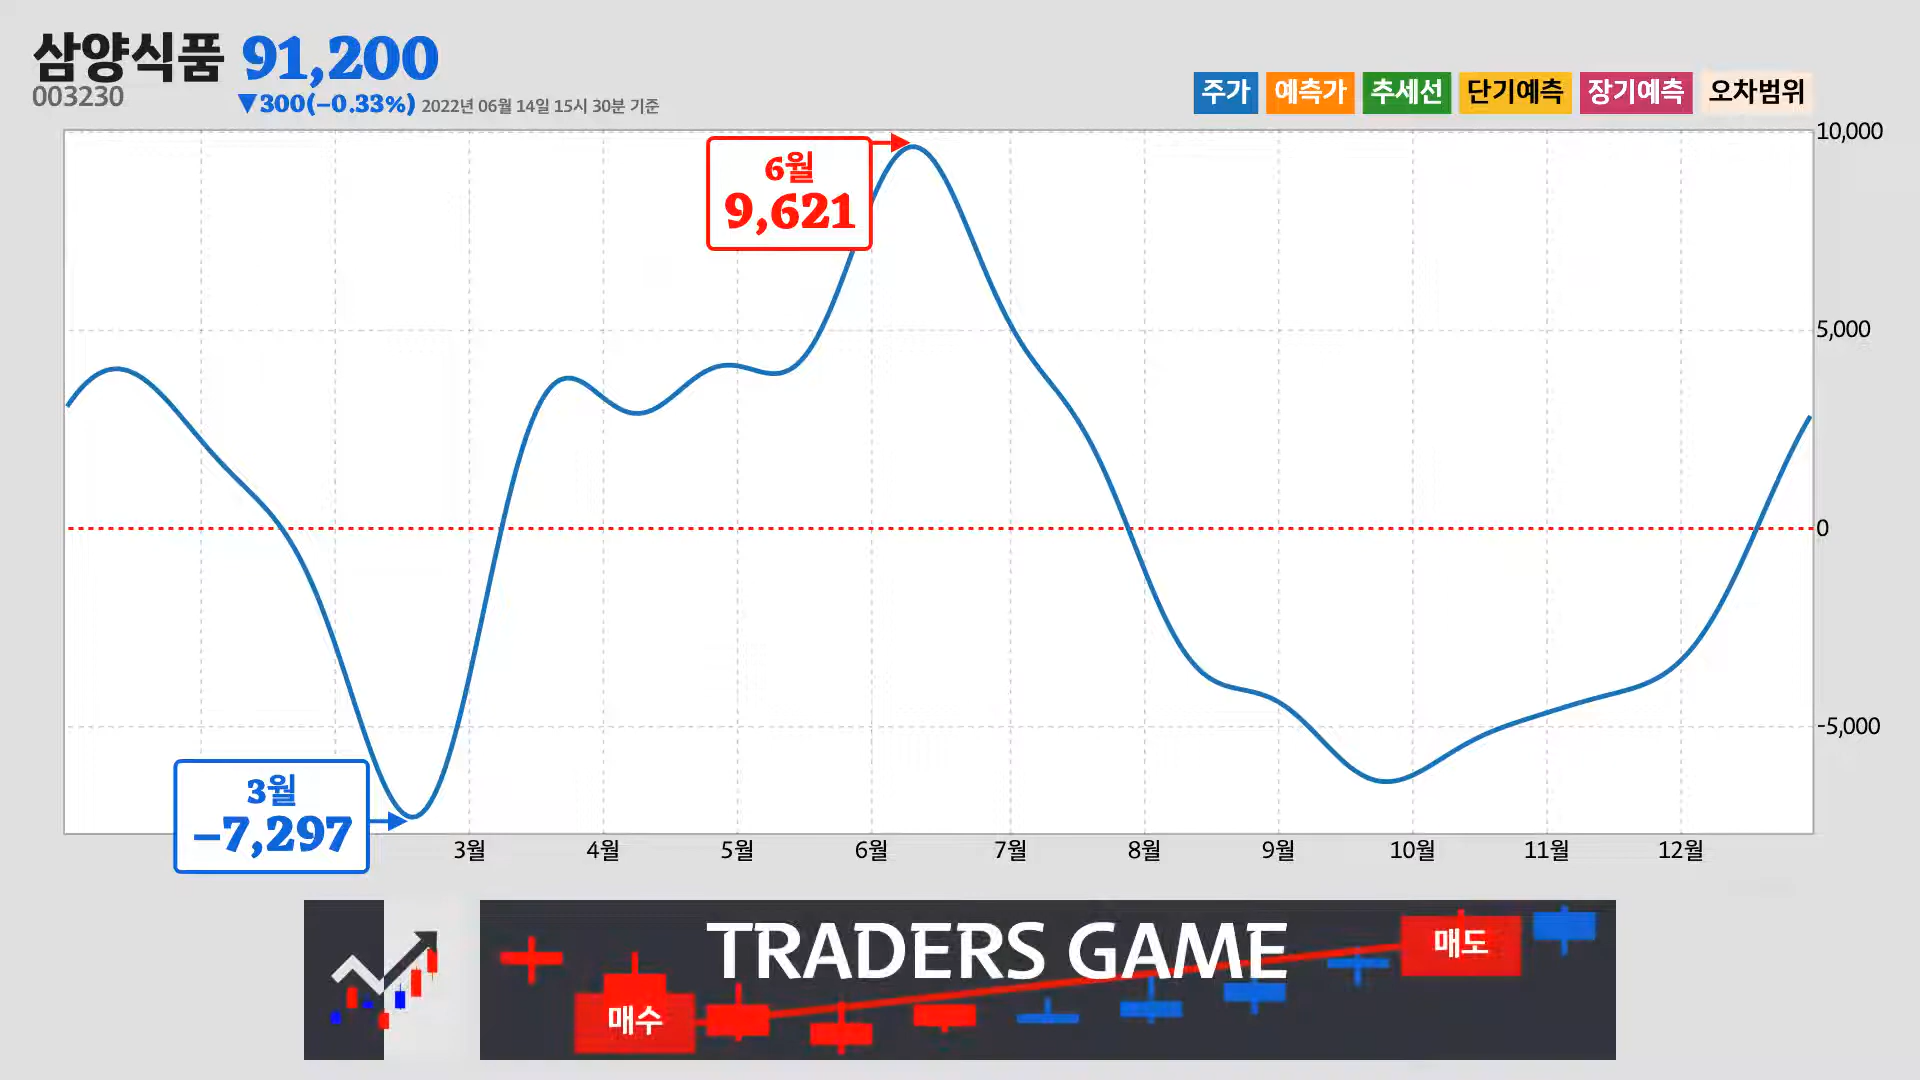 삼양식품 91,200
003230
▼300(−0.33%) 2022년 06월 14일 15시 30분 기준
주가 예측가 추세선 단기예측 장기예측 오차범위
10,000
5,000
0
-5,000
6월
9,621
3월
−7,297
3월 4월 5월 6월 7월 8월 9월 10월 11월 12월
TRADERS GAME
매수
매도